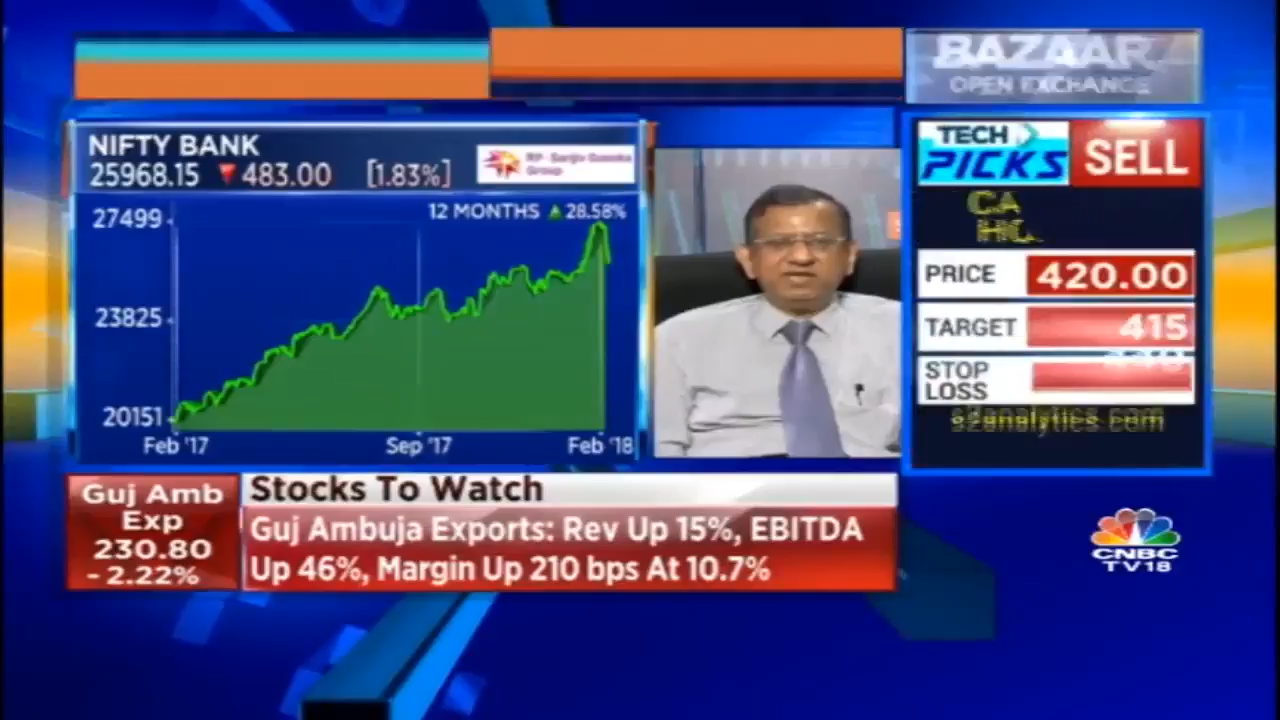 BAZAAR
OPEN EXCHANGE
NIFTY BANK
25968.15 ▼483.00 [1.83%]
RP-Sanjiv Goenka
Group
12 MONTHS ▲28.58%
27499
23825
20151
Feb '17 Sep '17 Feb '18
TECH
PICKS
SELL
PRICE 420.00
TARGET 415
STOP
LOSS
s2analytics.com
Guj Amb
Exp
230.80
-2.22%
Stocks To Watch
Guj Ambuja Exports: Rev Up 15%, EBITDA
Up 46%, Margin Up 210 bps At 10.7%
CNBC
TV18